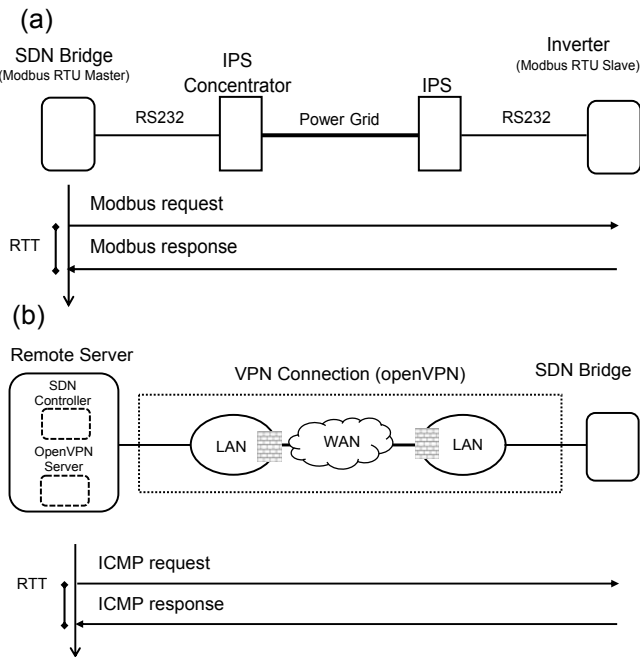 (a)
SDN Bridge
(Modbus RTU Master)
IPS
Concentrator
IPS
Inverter
(Modbus RTU Slave)
RS232
Power Grid
RS232
Modbus request
RTT
Modbus response
(b)
Remote Server
SDN
Controller
OpenVPN
Server
VPN Connection (openVPN)
SDN Bridge
LAN
WAN
LAN
ICMP request
RTT
ICMP response